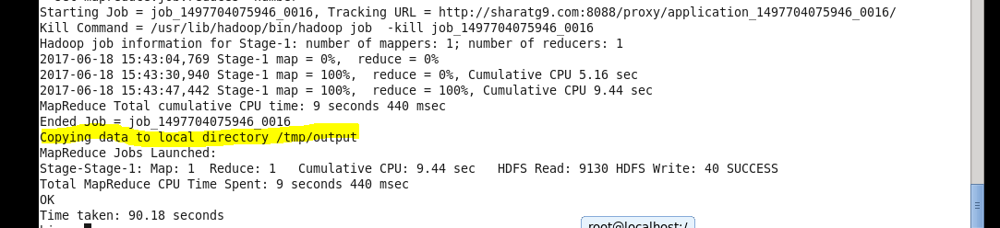 Starting Job = job_1497704075946_0016, Tracking URL = http://sharatg9.com:8088/proxy/application_1497704075946_0016/
Kill Command = /usr/lib/hadoop/bin/hadoop job  -kill job_1497704075946_0016
Hadoop job information for Stage-1: number of mappers: 1; number of reducers: 1
2017-06-18 15:43:04,769 Stage-1 map = 0%,  reduce = 0%
2017-06-18 15:43:30,940 Stage-1 map = 100%,  reduce = 0%, Cumulative CPU 5.16 sec
2017-06-18 15:43:47,442 Stage-1 map = 100%,  reduce = 100%, Cumulative CPU 9.44 sec
MapReduce Total cumulative CPU time: 9 seconds 440 msec
Ended Job = job_1497704075946_0016
Copying data to local directory /tmp/output
MapReduce Jobs Launched:
Stage-Stage-1: Map: 1  Reduce: 1   Cumulative CPU: 9.44 sec   HDFS Read: 9130 HDFS Write: 40 SUCCESS
Total MapReduce CPU Time Spent: 9 seconds 440 msec
OK
Time taken: 90.18 seconds
root@localhost:/